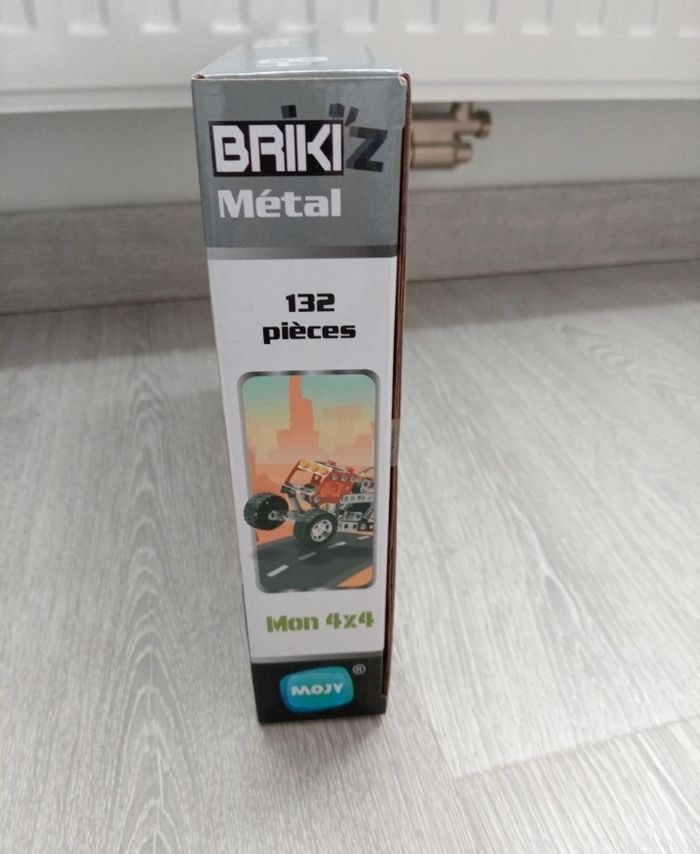 BRIKI'Z
Métal
132
pièces
Mon 4x4
MOJY®